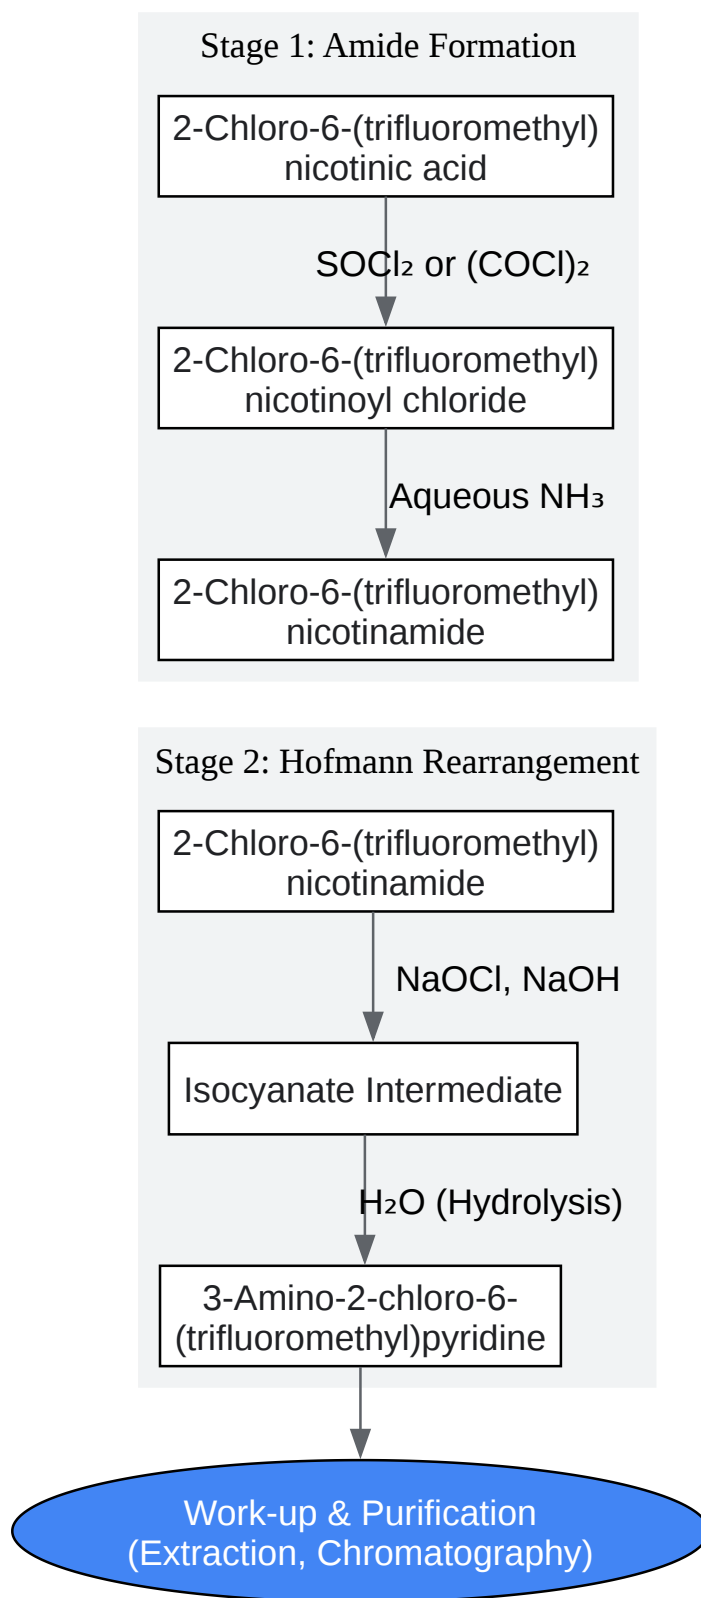 Stage 1: Amide Formation
2-Chloro-6-(trifluoromethyl)
nicotinic acid
SOCl₂ or (COCl)₂
2-Chloro-6-(trifluoromethyl)
nicotinoyl chloride
Aqueous NH₃
2-Chloro-6-(trifluoromethyl)
nicotinamide
Stage 2: Hofmann Rearrangement
2-Chloro-6-(trifluoromethyl)
nicotinamide
NaOCl, NaOH
Isocyanate Intermediate
H₂O (Hydrolysis)
3-Amino-2-chloro-6-
(trifluoromethyl)pyridine
Work-up & Purification
(Extraction, Chromatography)